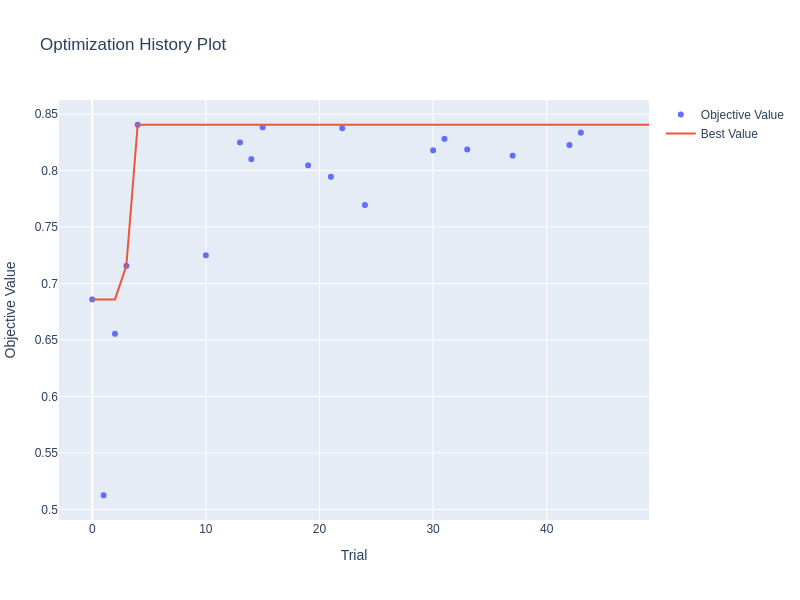 Optimization History Plot
Objective Value
Best Value
0.85
0.8
0.75
0.7
0.65
0.6
0.55
0.5
Objective Value
0
10
20
30
40
Trial